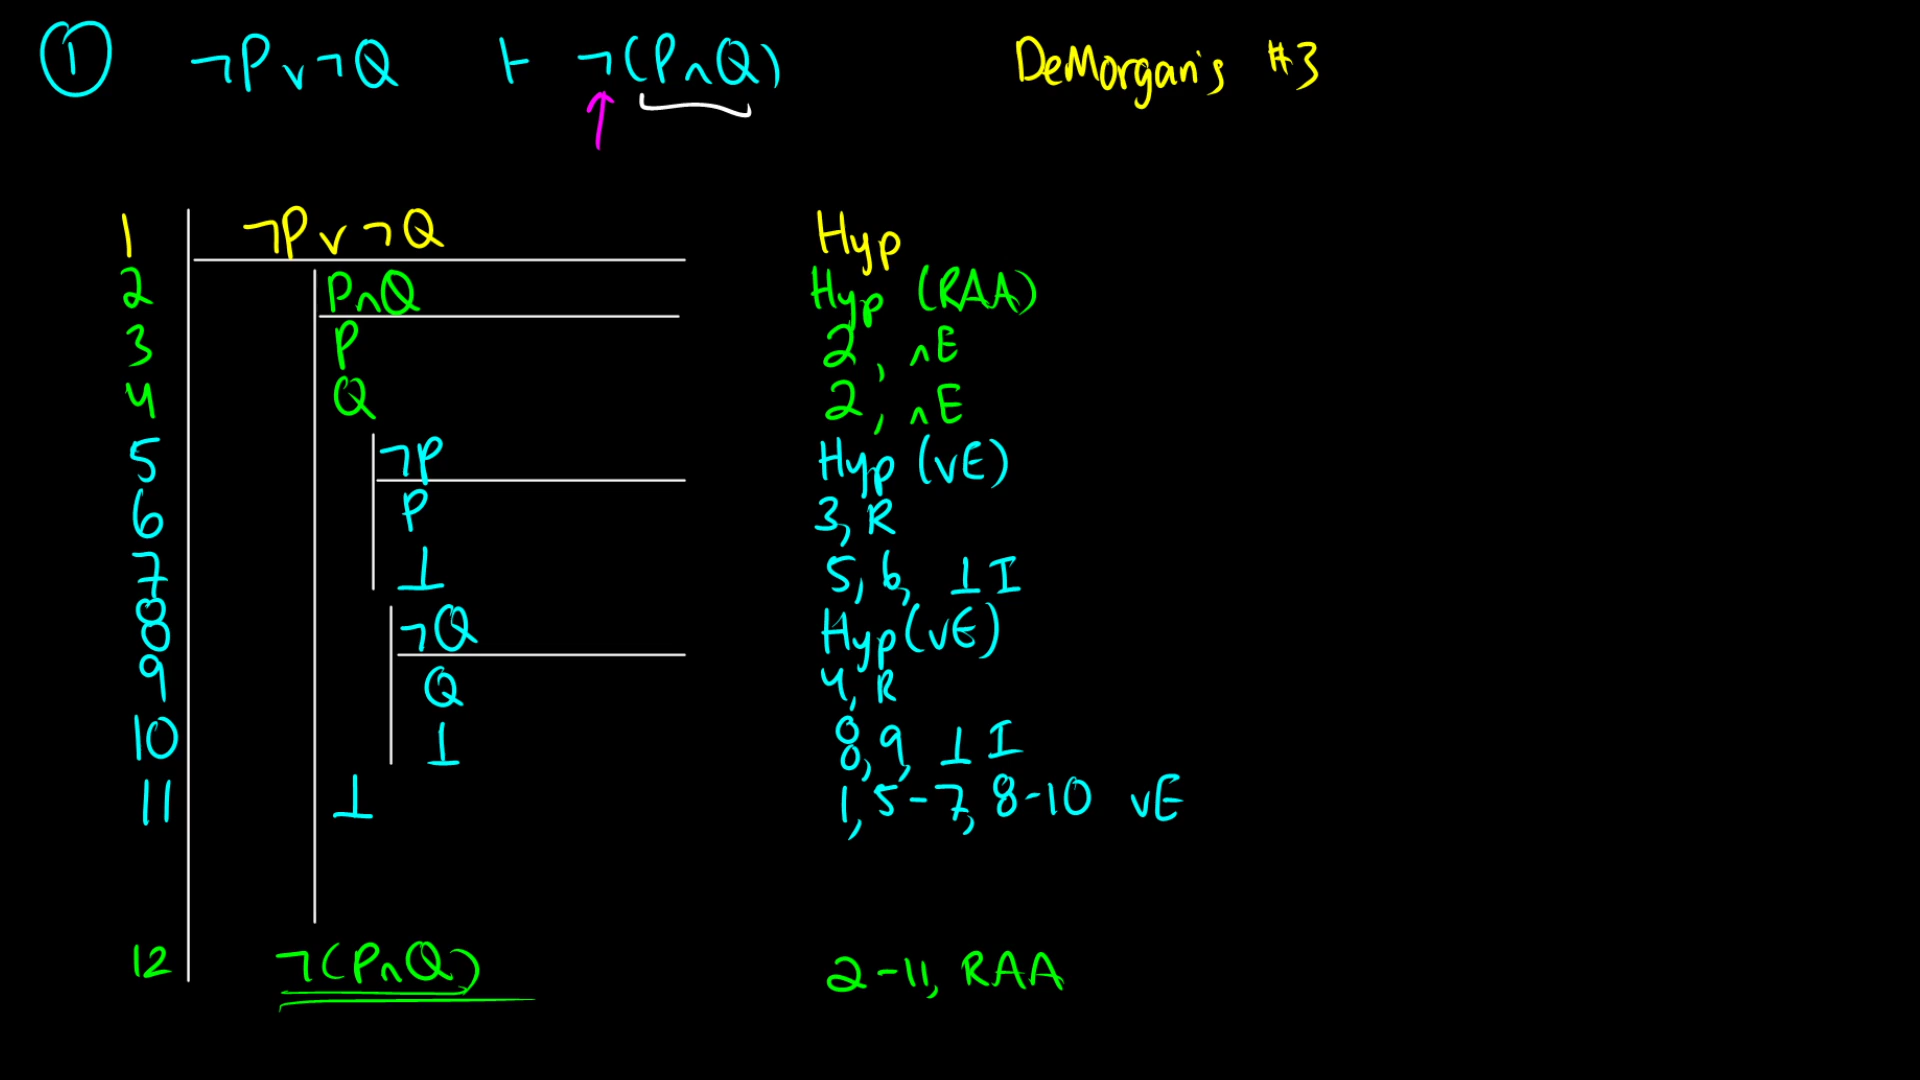 ① ¬P∨¬Q ⊢ ¬(P∧Q) DeMorgan's #3
1 ¬P∨¬Q Hyp
2 P∧Q Hyp (RAA)
3 P 2, ∧E
4 Q 2, ∧E
5 ¬P Hyp (∨E)
6 P 3, R
7 ⊥ 5, 6, ⊥I
8 ¬Q Hyp (∨E)
9 Q 4, R
10 ⊥ 8, 9, ⊥I
11 ⊥ 1, 5-7, 8-10 ∨E
12 ¬(P∧Q) 2-11, RAA